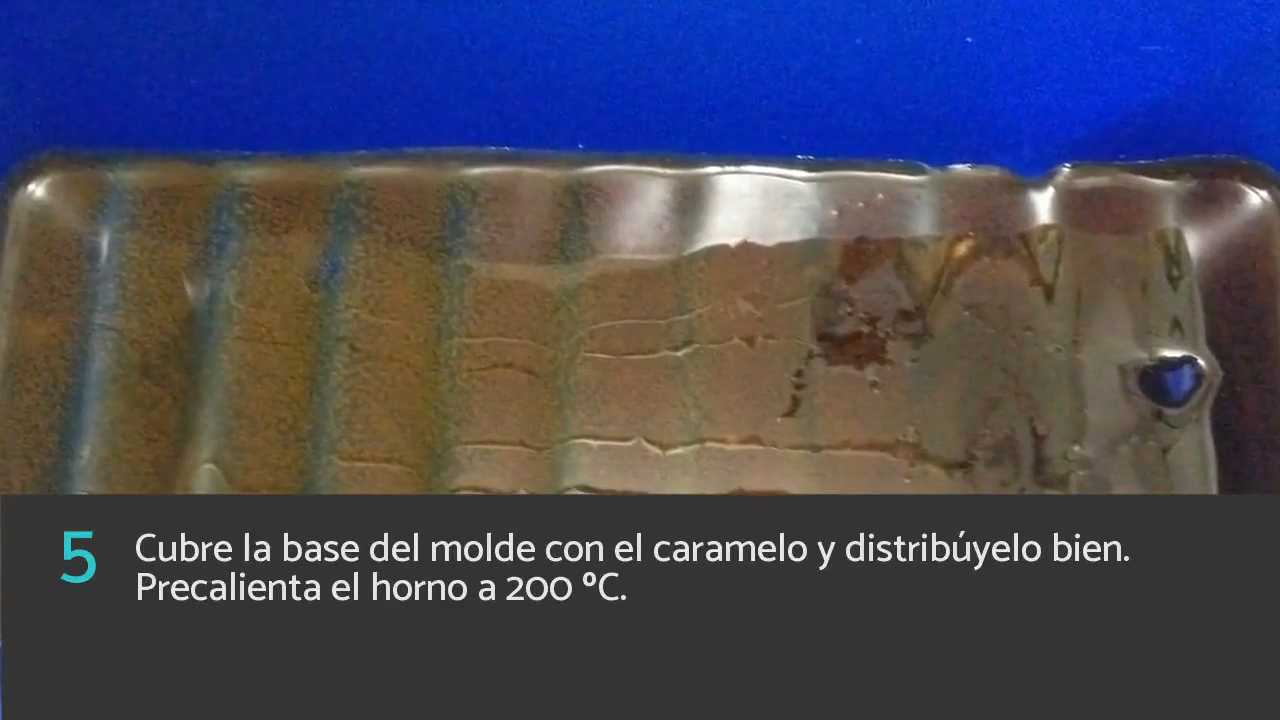 5 Cubre la base del molde con el caramelo y distribúyelo bien.
Precalienta el horno a 200 ºC.